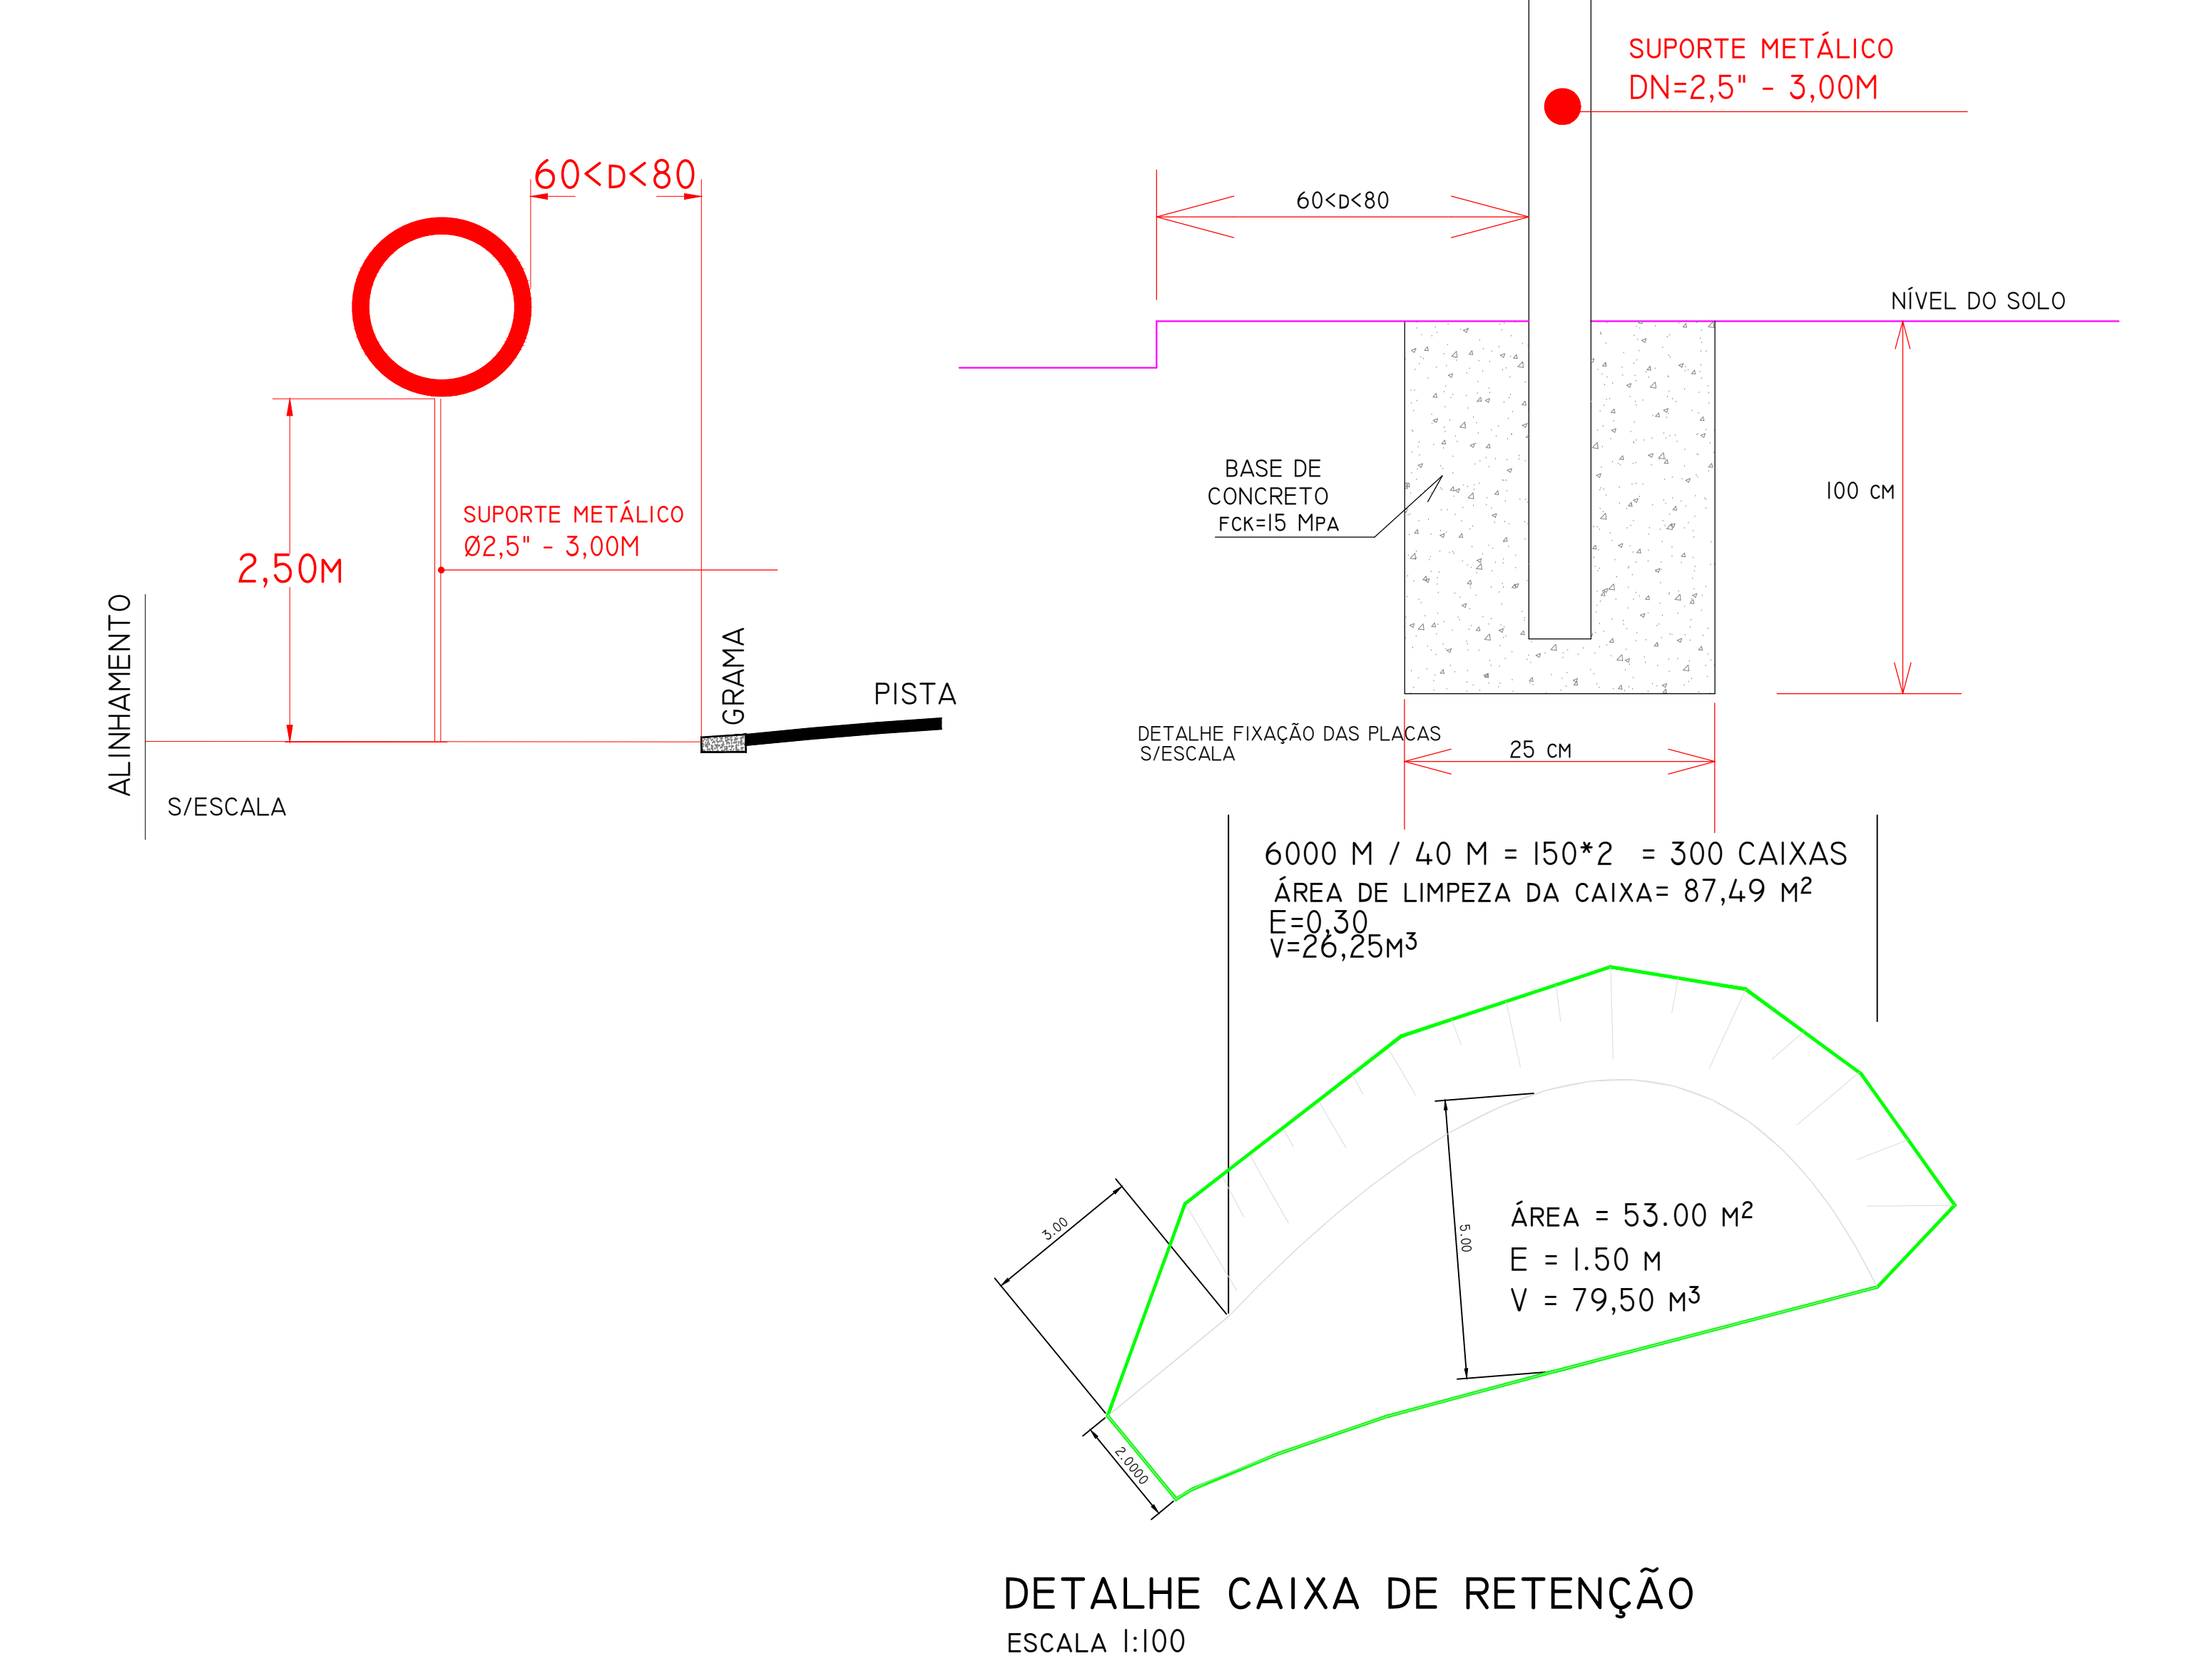 60<D<80
SUPORTE METÁLICO
Ø2,5" - 3,00M
2,50M
ALINHAMENTO
GRAMA
PISTA
S/ESCALA
SUPORTE METÁLICO
DN=2,5" - 3,00M
60<D<80
NÍVEL DO SOLO
BASE DE
CONCRETO
FCK=15 MPA
100 CM
DETALHE FIXAÇÃO DAS PLACAS
S/ESCALA
25 CM
6000 M / 40 M = 150*2 = 300 CAIXAS
ÁREA DE LIMPEZA DA CAIXA= 87,49 M²
E=0,30
V=26,25M³
3.00
5.00
ÁREA = 53.00 M²
E = 1.50 M
V = 79,50 M³
2.0000
DETALHE CAIXA DE RETENÇÃO
ESCALA 1:100